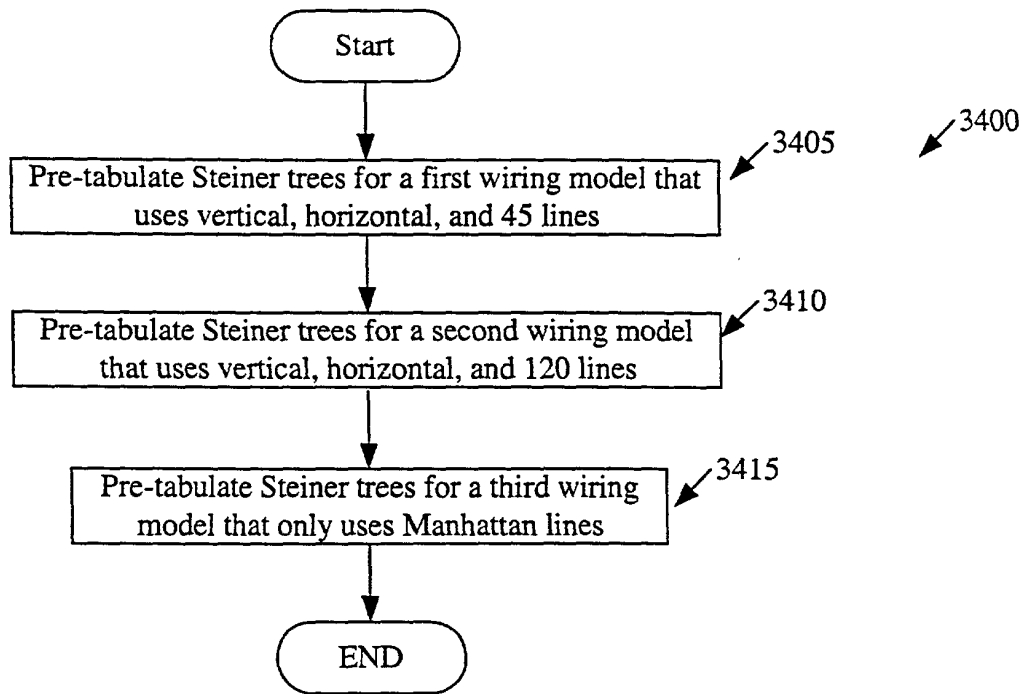 Start
3400
3405
Pre-tabulate Steiner trees for a first wiring model that
uses vertical, horizontal, and 45 lines
3410
Pre-tabulate Steiner trees for a second wiring model
that uses vertical, horizontal, and 120 lines
3415
Pre-tabulate Steiner trees for a third wiring
model that only uses Manhattan lines
END